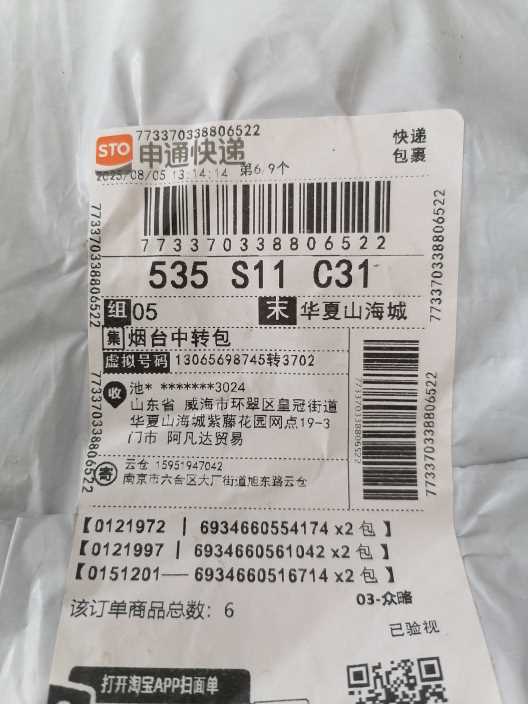 773370338806522
STO 申通快递
快递
包裹
2025/08/05 13:14:14 第6.9个
773370338806522
535 S11 C31
组 05 末 华夏山海城
集 烟台中转包
虚拟号码 13065698745转3702
收 池* *******3024
山东省 威海市环翠区皇冠街道
华夏山海城紫藤花园网点19-3
门市 阿凡达贸易
寄 云仓 15951947042
南京市六合区大厂街道旭东路云仓
773370338806522
773370338806522
773370338806522
773370338806522
773370338806522
【0121972 | 6934660554174 x2 包 】
【0121997 | 6934660561042 x2 包 】
【0151201— 6934660516714 x2 包 】
该订单商品总数: 6
03-众暗
已验视
打开淘宝APP扫面单